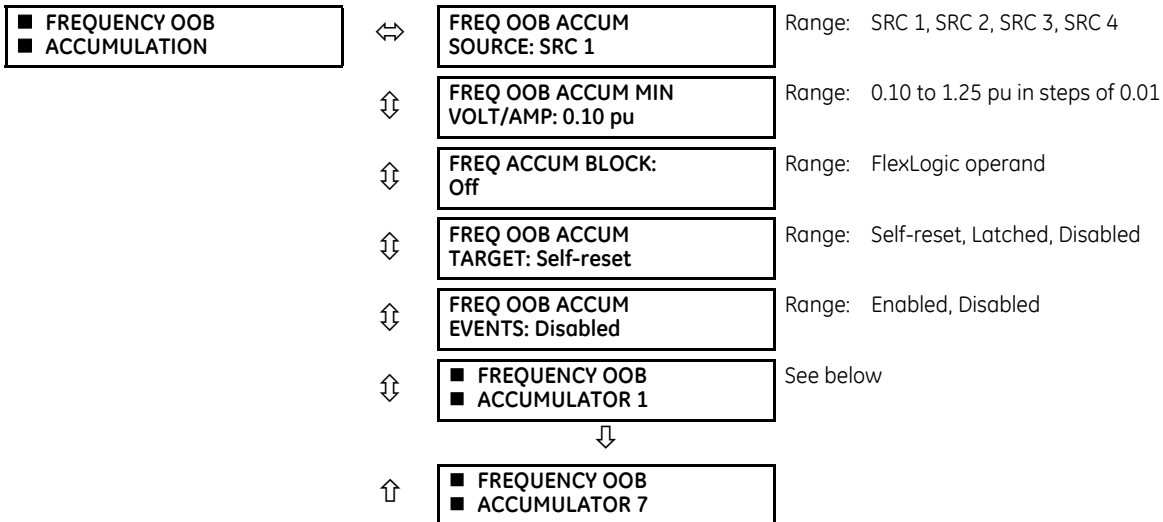 ■ FREQUENCY OOB
■ ACCUMULATION
FREQ OOB ACCUM
SOURCE: SRC 1
Range: SRC 1, SRC 2, SRC 3, SRC 4
FREQ OOB ACCUM MIN
VOLT/AMP: 0.10 pu
Range: 0.10 to 1.25 pu in steps of 0.01
FREQ ACCUM BLOCK:
Off
Range: FlexLogic operand
FREQ OOB ACCUM
TARGET: Self-reset
Range: Self-reset, Latched, Disabled
FREQ OOB ACCUM
EVENTS: Disabled
Range: Enabled, Disabled
■ FREQUENCY OOB
■ ACCUMULATOR 1
See below
■ FREQUENCY OOB
■ ACCUMULATOR 7